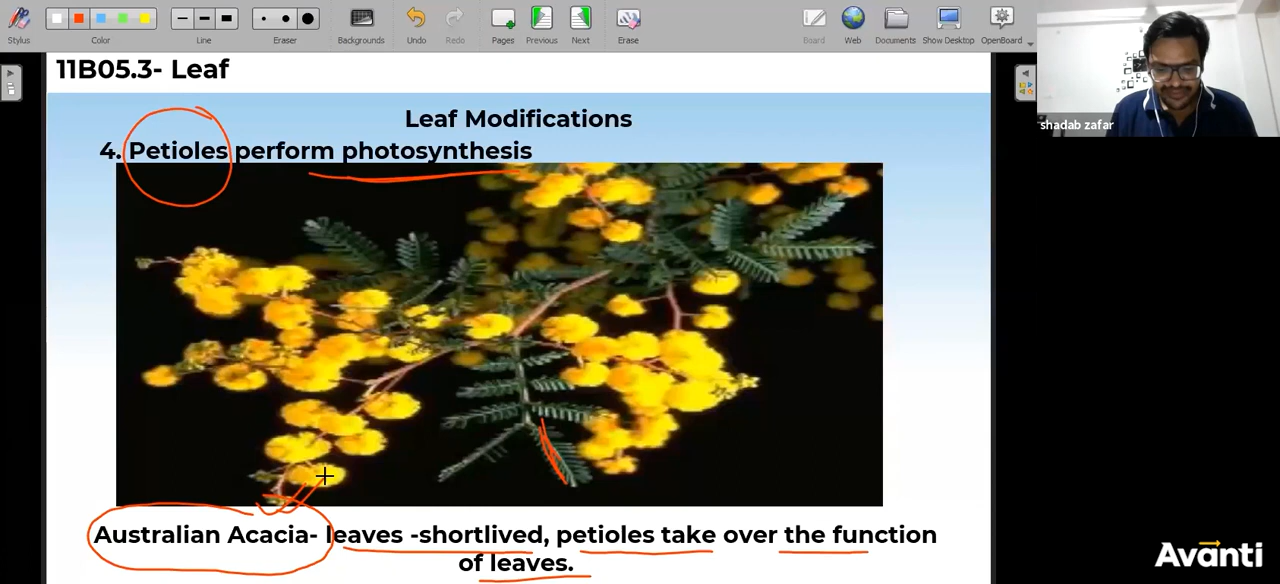 Stylus
Color
Line
Eraser
Backgrounds
Undo
Redo
Pages
Previous
Next
Erase
Board
Web
Documents
Show Desktop
OpenBoard
11B05.3- Leaf
shadab zafar
Leaf Modifications
4. Petioles perform photosynthesis
Australian Acacia- leaves -shortlived, petioles take over the function
of leaves.
Avanti